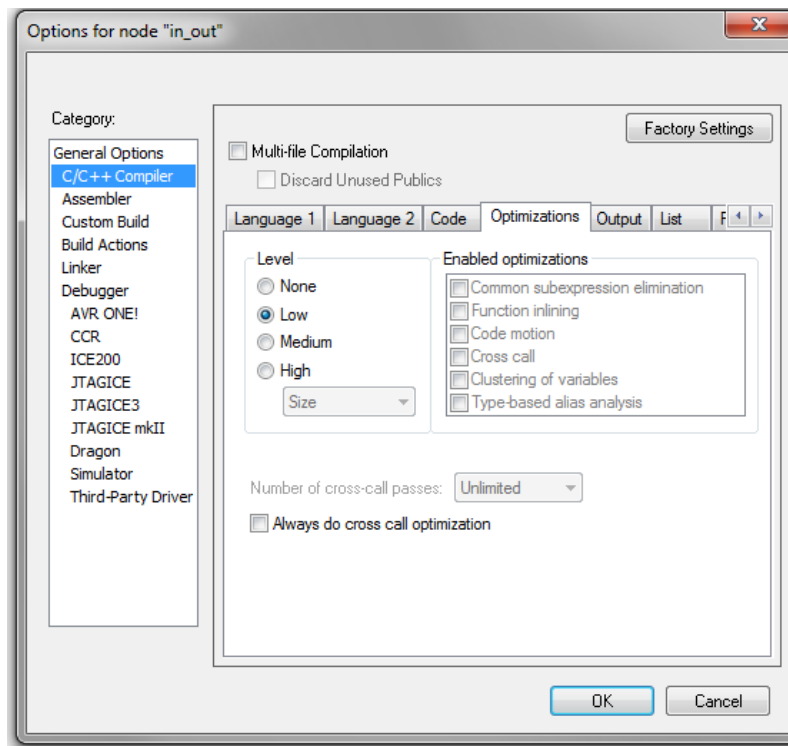 Options for node "in_out"
X
Category:
General Options
C/C++ Compiler
Assembler
Custom Build
Build Actions
Linker
Debugger
AVR ONE!
CCR
ICE200
JTAGICE
JTAGICE3
JTAGICE mkII
Dragon
Simulator
Third-Party Driver
Factory Settings
Multi-file Compilation
Discard Unused Publics
Language 1 Language 2 Code Optimizations Output List
Level
None
Low
Medium
High
Size
Enabled optimizations
Common subexpression elimination
Function inlining
Code motion
Cross call
Clustering of variables
Type-based alias analysis
Number of cross-call passes: Unlimited
Always do cross call optimization
OK Cancel